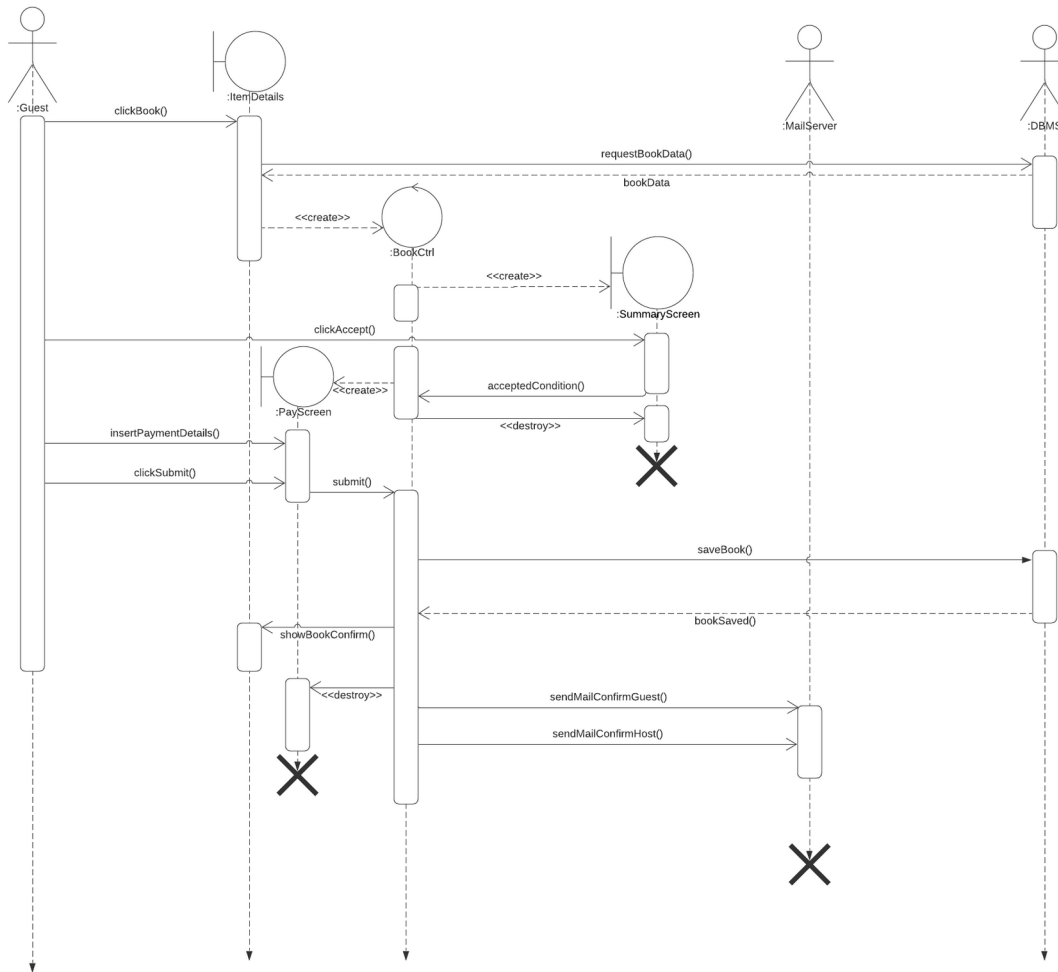 :Guest
:ItemDetails
:MailServer
:DBMS
clickBook()
requestBookData()
bookData
<<create>>
:BookCtrl
<<create>>
:SummaryScreen
clickAccept()
<<create>>
acceptedCondition()
:PayScreen
<<destroy>>
insertPaymentDetails()
clickSubmit()
submit()
saveBook()
bookSaved()
showBookConfirm()
<<destroy>>
sendMailConfirmGuest()
sendMailConfirmHost()